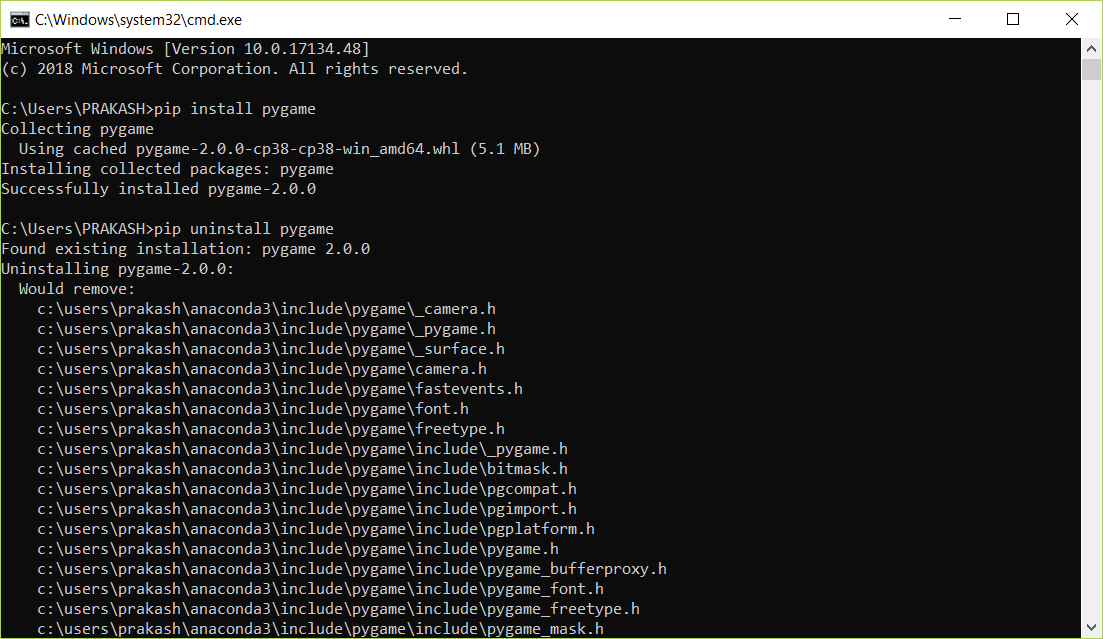 C:\Windows\system32\cmd.exe
Microsoft Windows [Version 10.0.17134.48]
(c) 2018 Microsoft Corporation. All rights reserved.
C:\Users\PRAKASH>pip install pygame
Collecting pygame
  Using cached pygame-2.0.0-cp38-cp38-win_amd64.whl (5.1 MB)
Installing collected packages: pygame
Successfully installed pygame-2.0.0
C:\Users\PRAKASH>pip uninstall pygame
Found existing installation: pygame 2.0.0
Uninstalling pygame-2.0.0:
  Would remove:
    c:\users\prakash\anaconda3\include\pygame\_camera.h
    c:\users\prakash\anaconda3\include\pygame\_pygame.h
    c:\users\prakash\anaconda3\include\pygame\_surface.h
    c:\users\prakash\anaconda3\include\pygame\camera.h
    c:\users\prakash\anaconda3\include\pygame\fastevents.h
    c:\users\prakash\anaconda3\include\pygame\font.h
    c:\users\prakash\anaconda3\include\pygame\freetype.h
    c:\users\prakash\anaconda3\include\pygame\include\_pygame.h
    c:\users\prakash\anaconda3\include\pygame\include\bitmask.h
    c:\users\prakash\anaconda3\include\pygame\include\pgcompat.h
    c:\users\prakash\anaconda3\include\pygame\include\pgimport.h
    c:\users\prakash\anaconda3\include\pygame\include\pgplatform.h
    c:\users\prakash\anaconda3\include\pygame\include\pygame.h
    c:\users\prakash\anaconda3\include\pygame\include\pygame_bufferproxy.h
    c:\users\prakash\anaconda3\include\pygame\include\pygame_font.h
    c:\users\prakash\anaconda3\include\pygame\include\pygame_freetype.h
    c:\users\prakash\anaconda3\include\pygame\include\pygame_mask.h